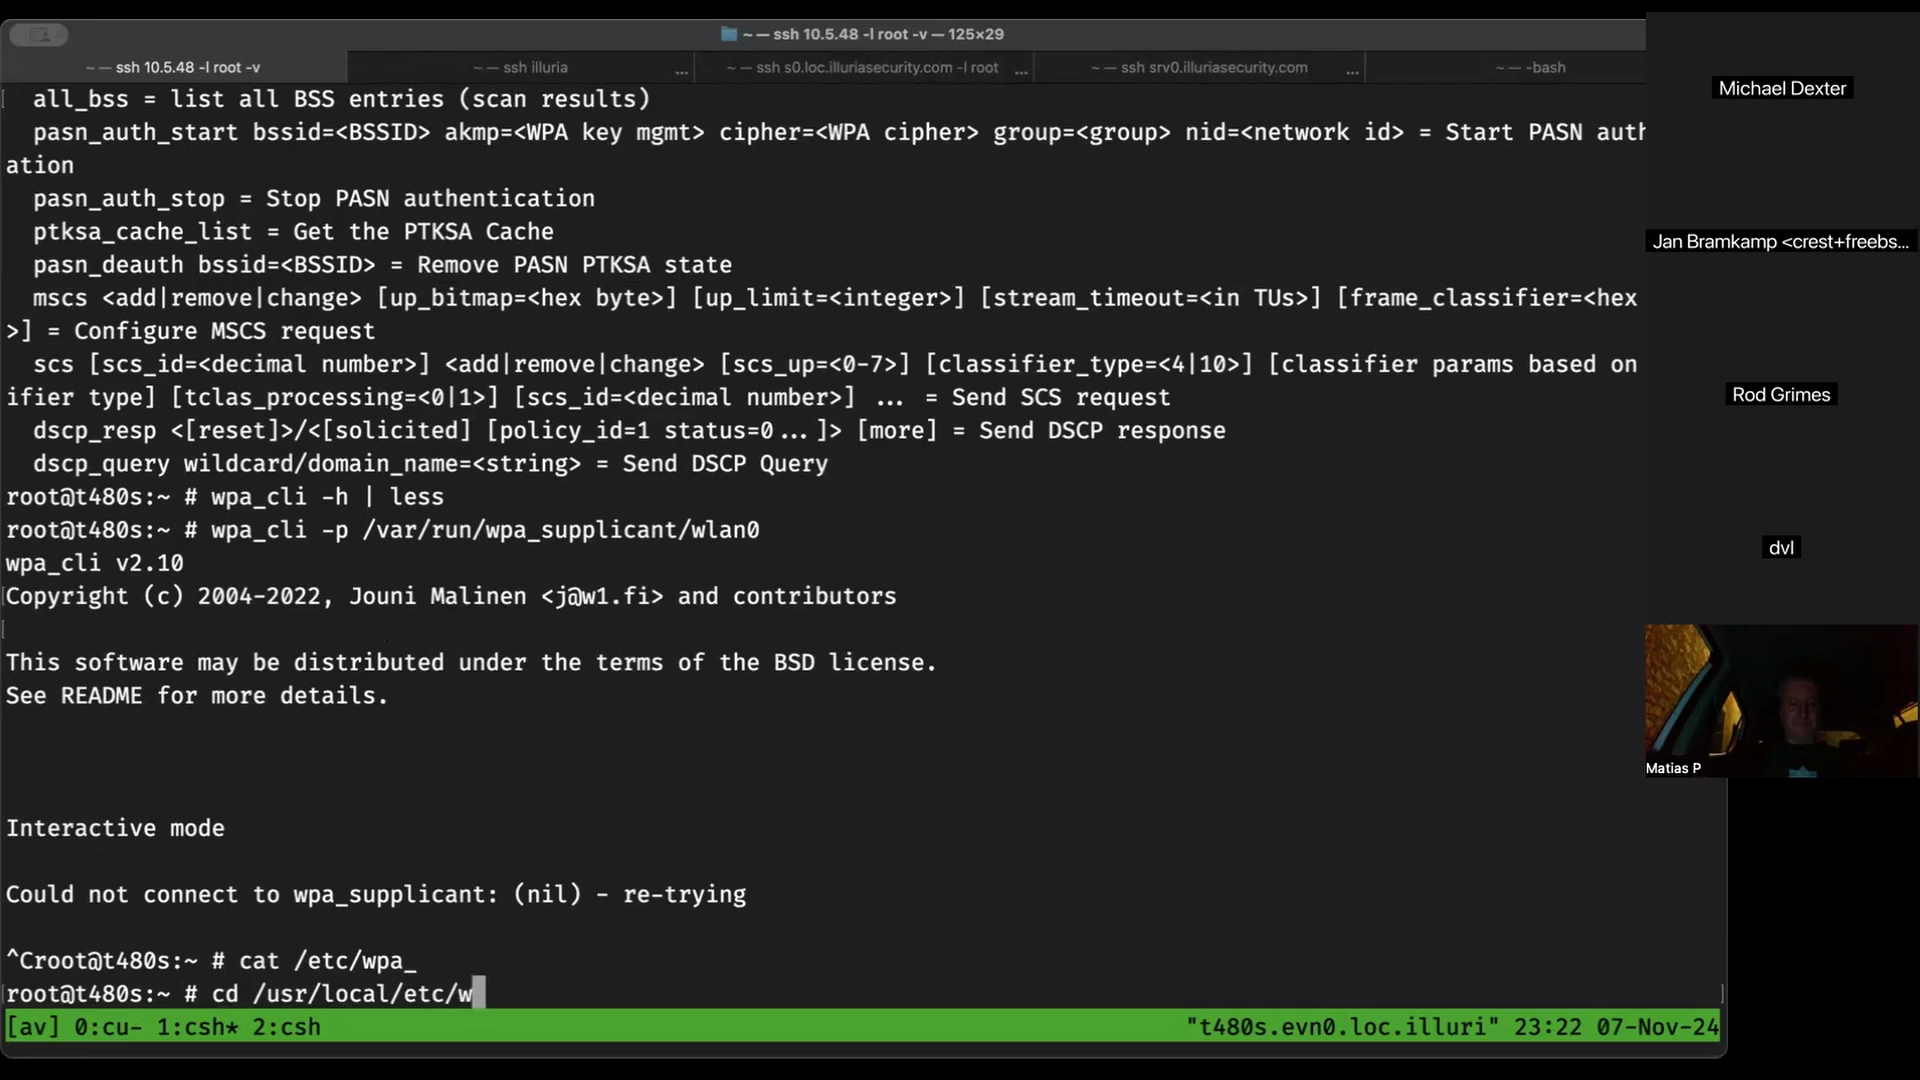 ~ — ssh 10.5.48 -l root -v — 125×29
~ — ssh 10.5.48 -l root -v
~ — ssh illuria ...
~ — ssh s0.loc.illuriasecurity.com -l root ...
~ — ssh srv0.illuriasecurity.com ...
~ — -bash
all_bss = list all BSS entries (scan results)
pasn_auth_start bssid=<BSSID> akmp=<WPA key mgmt> cipher=<WPA cipher> group=<group> nid=<network id> = Start PASN auth
ation
pasn_auth_stop = Stop PASN authentication
ptksa_cache_list = Get the PTKSA Cache
pasn_deauth bssid=<BSSID> = Remove PASN PTKSA state
mscs <add|remove|change> [up_bitmap=<hex byte>] [up_limit=<integer>] [stream_timeout=<in TUs>] [frame_classifier=<hex
>] = Configure MSCS request
scs [scs_id=<decimal number>] <add|remove|change> [scs_up=<0-7>] [classifier_type=<4|10>] [classifier params based on
ifier type] [tclas_processing=<0|1>] [scs_id=<decimal number>] ... = Send SCS request
dscp_resp <[reset]>/<[solicited] [policy_id=1 status=0...]> [more] = Send DSCP response
dscp_query wildcard/domain_name=<string> = Send DSCP Query
root@t480s:~ # wpa_cli -h | less
root@t480s:~ # wpa_cli -p /var/run/wpa_supplicant/wlan0
wpa_cli v2.10
Copyright (c) 2004-2022, Jouni Malinen <j@w1.fi> and contributors
This software may be distributed under the terms of the BSD license.
See README for more details.
Interactive mode
Could not connect to wpa_supplicant: (nil) - re-trying
^Croot@t480s:~ # cat /etc/wpa_
root@t480s:~ # cd /usr/local/etc/w
[av] 0:cu- 1:csh* 2:csh "t480s.evn0.loc.illuri" 23:22 07-Nov-24
Michael Dexter
Jan Bramkamp <crest+freebs...
Rod Grimes
dvl
Matias P